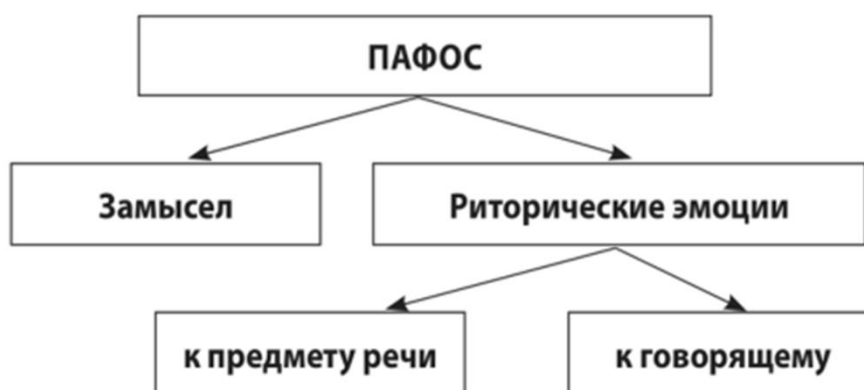 ПАФОС
Замысел
Риторические эмоции
к предмету речи
к говорящему